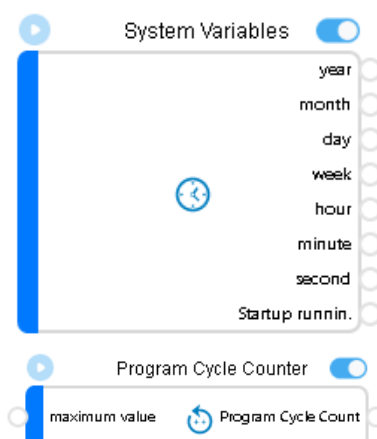 System Variables
year
month
day
week
hour
minute
second
Startup runnin.
Program Cycle Counter
maximum value Program Cycle Count